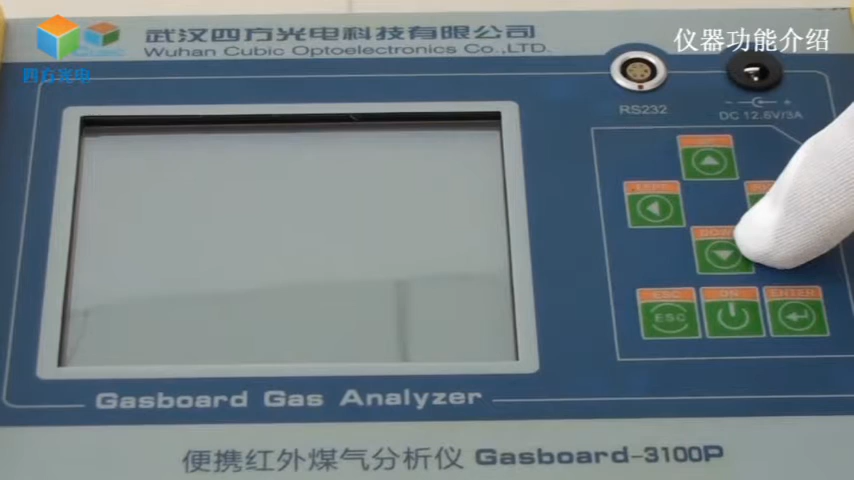 武汉四方光电科技有限公司
Wuhan Cubic Optoelectronics Co.,LTD.
四方光电
仪器功能介绍
RS232
DC 12.6V/3A
LEFT
DOWN
ESC
ON
ENTER
ESC
Gasboard Gas Analyzer
便携红外煤气分析仪 Gasboard-3100P